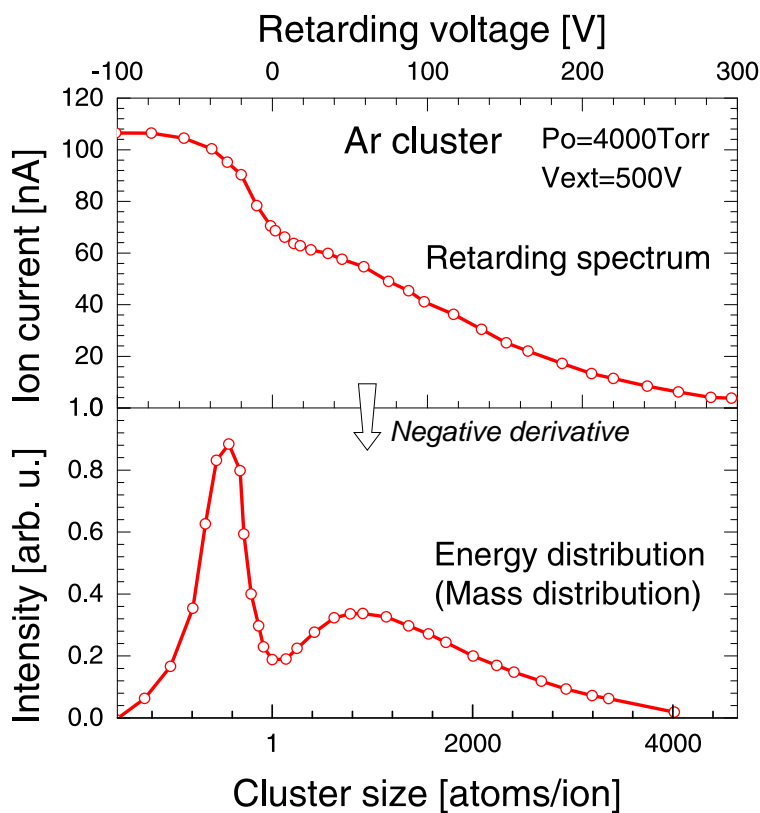 Retarding voltage [V]
-100 0 100 200 300
120
100
80
60
40
20
1.0
0.8
0.6
0.4
0.2
0.0
Ion current [nA]
Ar cluster
Po=4000Torr
Vext=500V
Retarding spectrum
Negative derivative
Intensity [arb. u.]
Energy distribution
(Mass distribution)
1 2000 4000
Cluster size [atoms/ion]